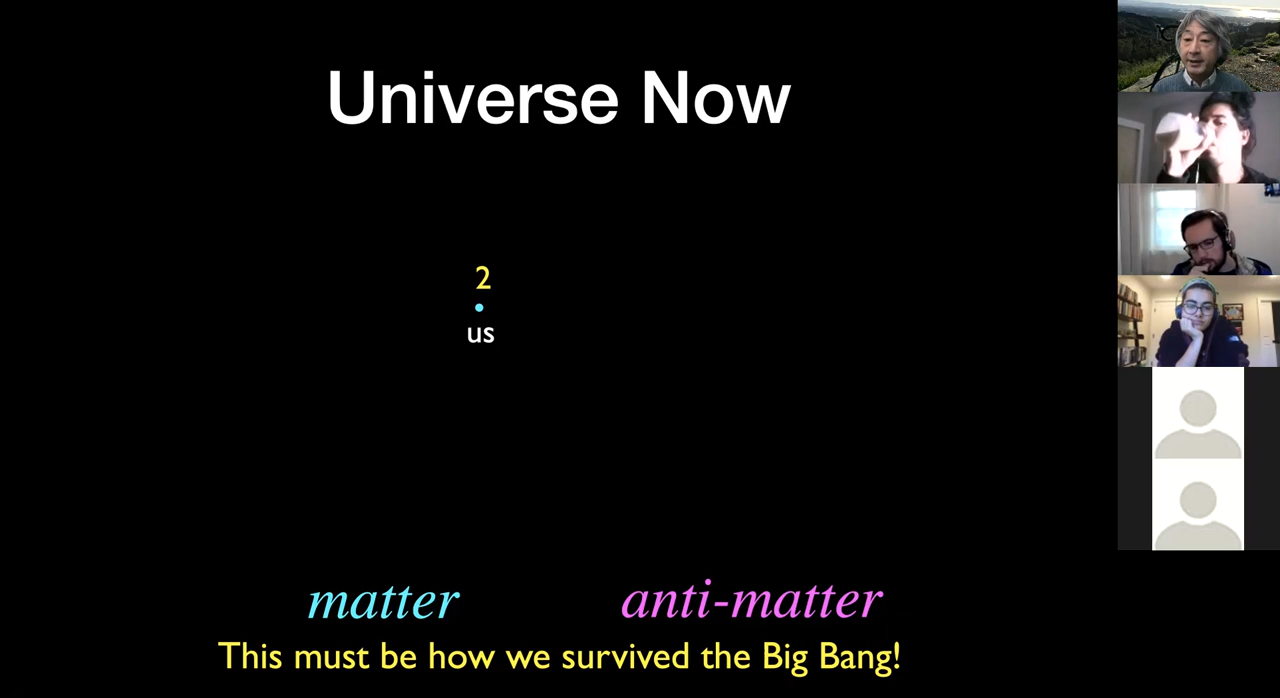 Universe Now
2
us
matter anti-matter
This must be how we survived the Big Bang!